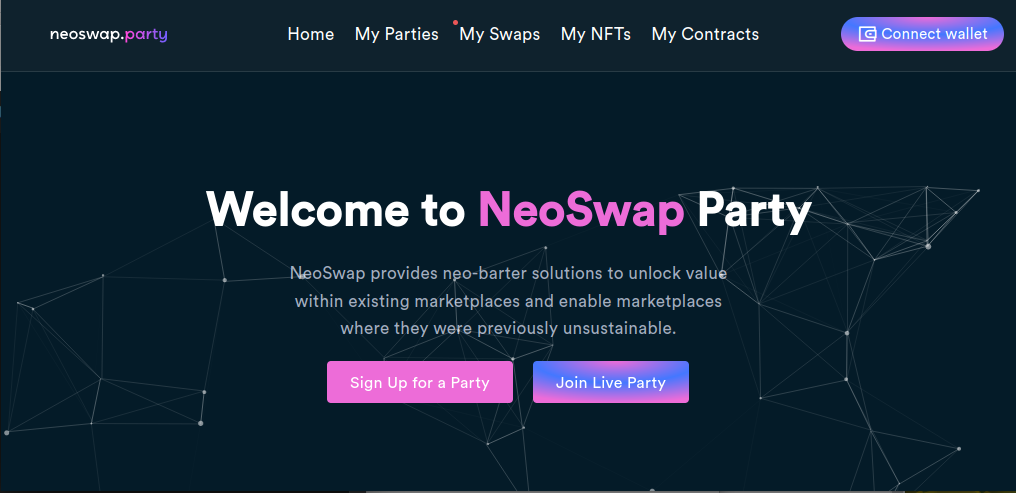 neoswap.party
Home My Parties My Swaps My NFTs My Contracts
Connect wallet
Welcome to NeoSwap Party
NeoSwap provides neo-barter solutions to unlock value
within existing marketplaces and enable marketplaces
where they were previously unsustainable.
Sign Up for a Party
Join Live Party